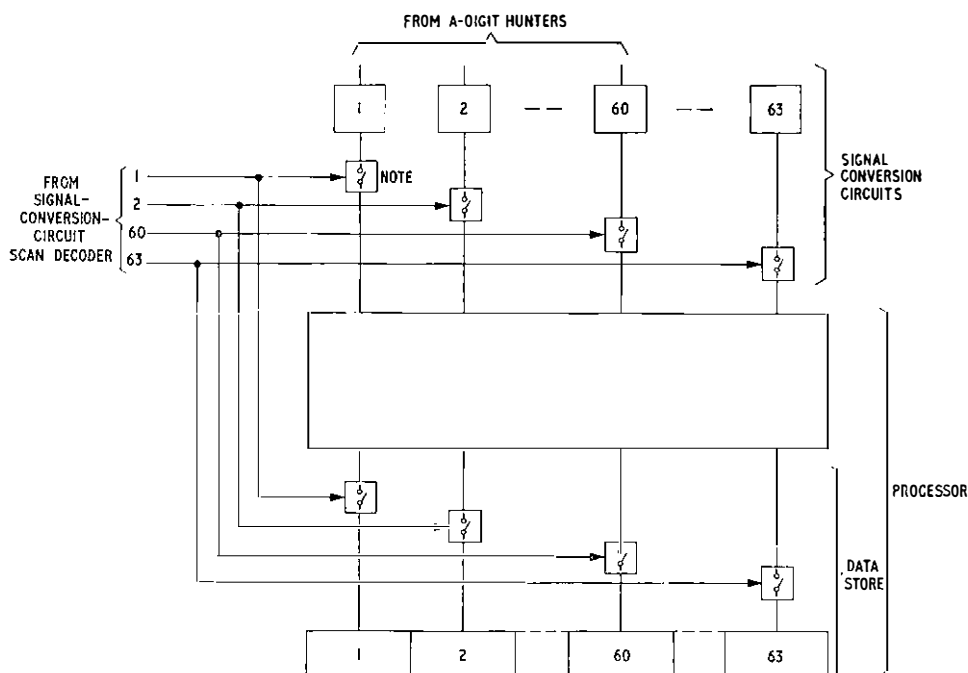 FROM A-DIGIT HUNTERS
1 2 60 63
SIGNAL
CONVERSION
CIRCUITS
NOTE
FROM
SIGNAL-
CONVERSION-
CIRCUIT
SCAN DECODER
1
2
60
63
PROCESSOR
DATA
STORE
1 2 60 63